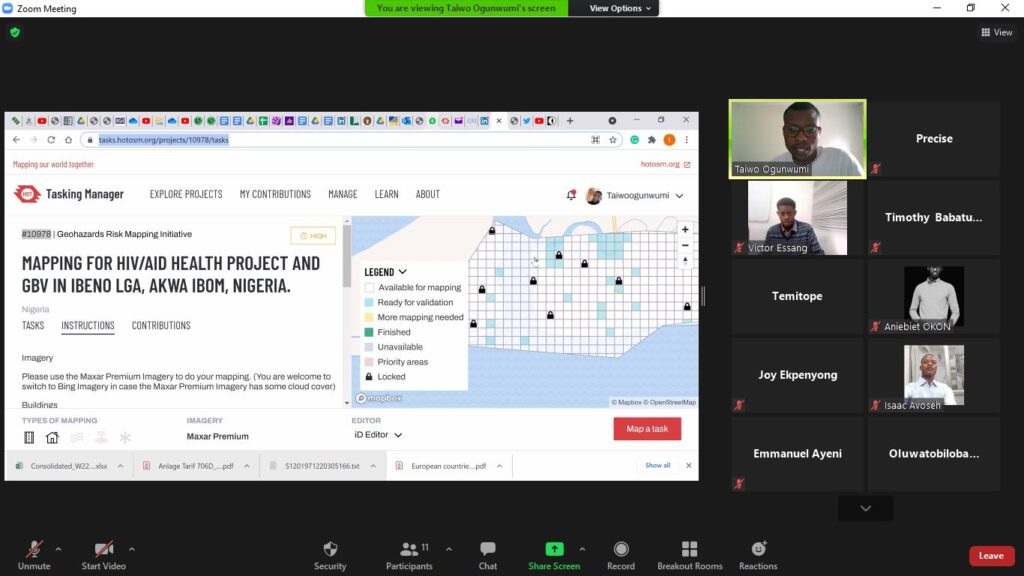 Zoom Meeting
You are viewing Taiwo Ogunwumi's screen
View Options
View
tasks.hotosm.org/projects/10978/tasks
Mapping our world together
hotosm.org
HOT
Tasking Manager
EXPLORE PROJECTS
MY CONTRIBUTIONS
MANAGE
LEARN
ABOUT
Taiwoogunwumi
#10978 | Geohazards Risk Mapping Initiative
HIGH
MAPPING FOR HIV/AID HEALTH PROJECT AND
GBV IN IBENO LGA, AKWA IBOM, NIGERIA.
Nigeria
TASKS
INSTRUCTIONS
CONTRIBUTIONS
Imagery
Please use the Maxar Premium Imagery to do your mapping. (You are welcome to
switch to Bing Imagery in case the Maxar Premium Imagery has some cloud cover)
Buildings
LEGEND
Available for mapping
Ready for validation
More mapping needed
Finished
Unavailable
Priority areas
Locked
mapbox
© Mapbox © OpenStreetMap
TYPES OF MAPPING
IMAGERY
Maxar Premium
EDITOR
iD Editor
Map a task
Consolidated_W22....xlsx
Anlage Tarif 706D_....pdf
S1201971220305166.txt
European countrie....pdf
Show all
Taiwo Ogunwumi
Precise
Victor Essang
Timothy Babatu...
Temitope
Aniebiet OKON
Joy Ekpenyong
Isaac Avoseh
Emmanuel Ayeni
Oluwatobiloba...
Unmute
Start Video
Security
Participants
11
Chat
Share Screen
Record
Breakout Rooms
Reactions
Leave